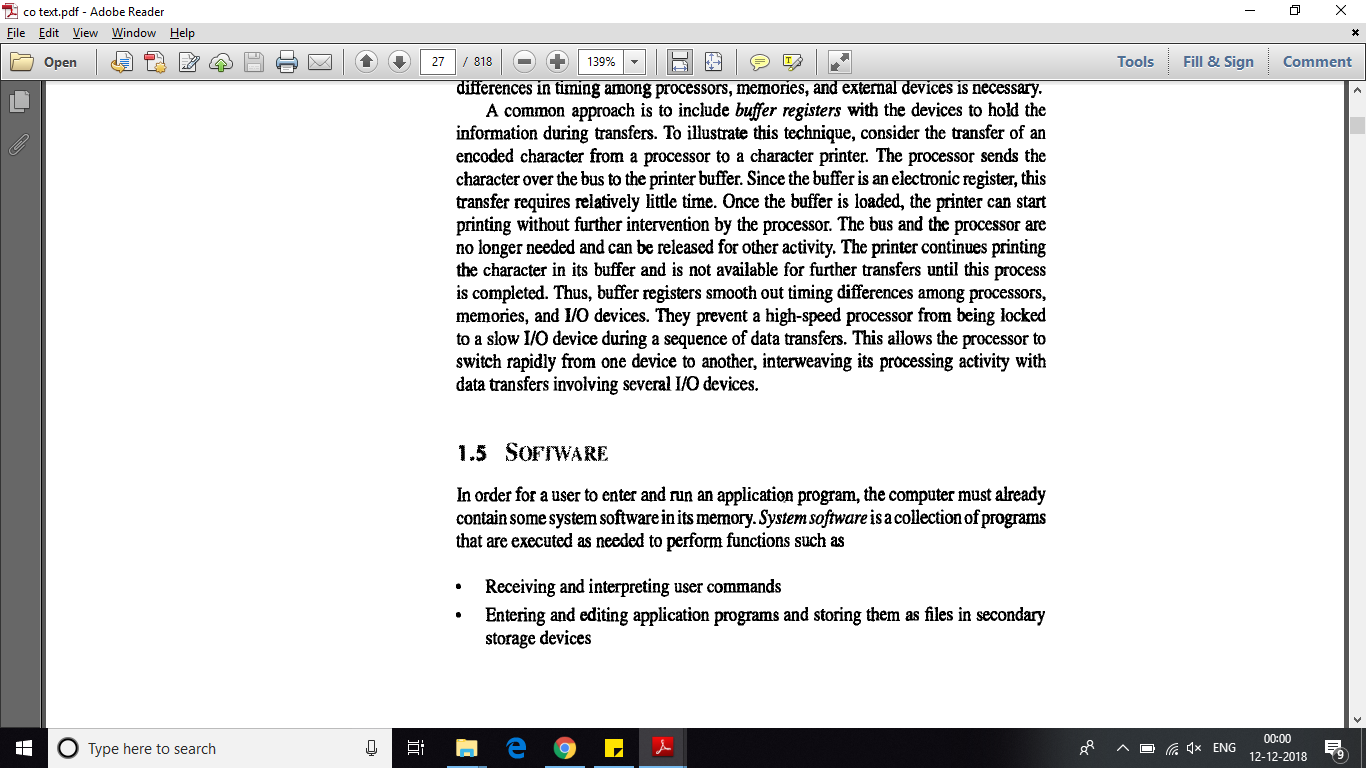 co text.pdf - Adobe Reader
File Edit View Window Help
Open 27 / 818 139% Tools Fill & Sign Comment
differences in timing among processors, memories, and external devices is necessary.
A common approach is to include buffer registers with the devices to hold the
information during transfers. To illustrate this technique, consider the transfer of an
encoded character from a processor to a character printer. The processor sends the
character over the bus to the printer buffer. Since the buffer is an electronic register, this
transfer requires relatively little time. Once the buffer is loaded, the printer can start
printing without further intervention by the processor. The bus and the processor are
no longer needed and can be released for other activity. The printer continues printing
the character in its buffer and is not available for further transfers until this process
is completed. Thus, buffer registers smooth out timing differences among processors,
memories, and I/O devices. They prevent a high-speed processor from being locked
to a slow I/O device during a sequence of data transfers. This allows the processor to
switch rapidly from one device to another, interweaving its processing activity with
data transfers involving several I/O devices.
1.5 SOFTWARE
In order for a user to enter and run an application program, the computer must already
contain some system software in its memory. System software is a collection of programs
that are executed as needed to perform functions such as
• Receiving and interpreting user commands
• Entering and editing application programs and storing them as files in secondary
storage devices
Type here to search
ENG
00:00
12-12-2018
9